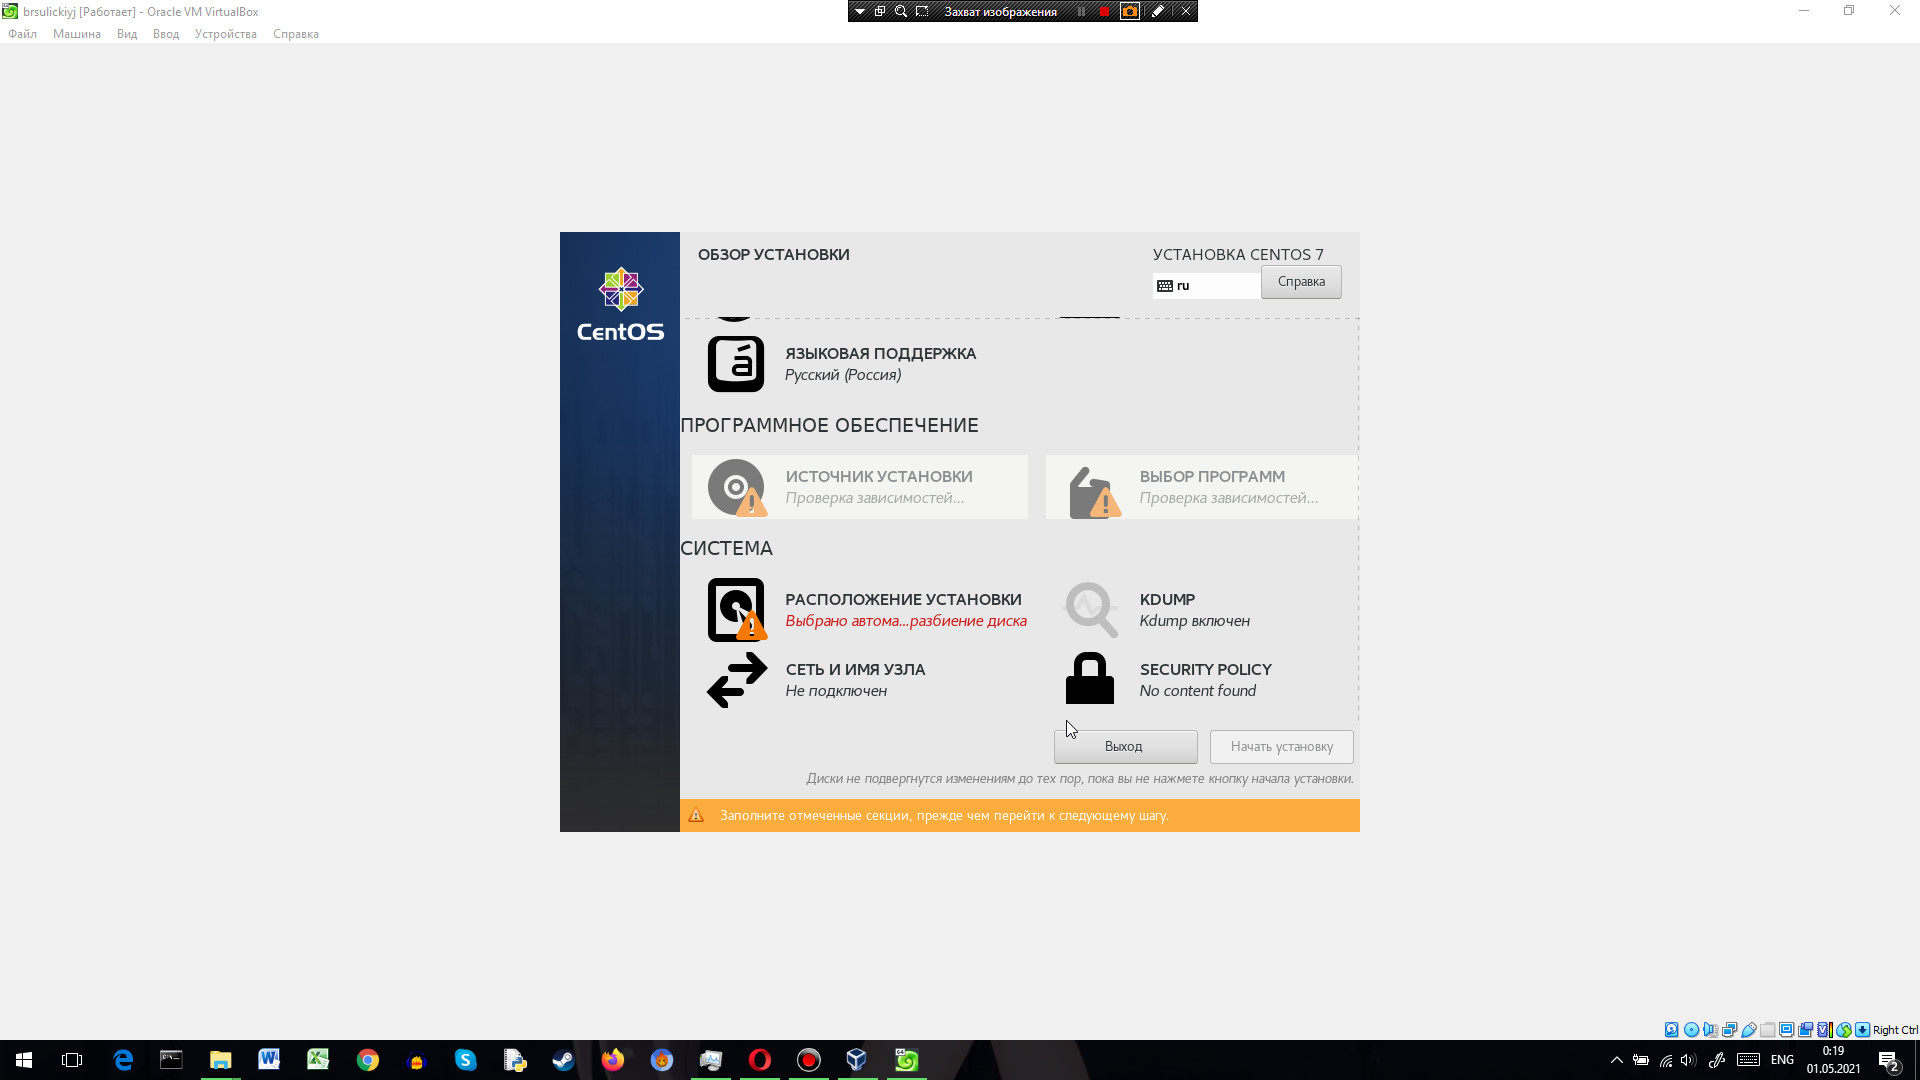 brsulickiyj [Работает] - Oracle VM VirtualBox
Захват изображения
Файл Машина Вид Ввод Устройства Справка
ОБЗОР УСТАНОВКИ
УСТАНОВКА CENTOS 7
ru
Справка
CentOS
ЯЗЫКОВАЯ ПОДДЕРЖКА
Русский (Россия)
ПРОГРАММНОЕ ОБЕСПЕЧЕНИЕ
ИСТОЧНИК УСТАНОВКИ
Проверка зависимостей...
ВЫБОР ПРОГРАММ
Проверка зависимостей...
СИСТЕМА
РАСПОЛОЖЕНИЕ УСТАНОВКИ
Выбрано автома...разбиение диска
KDUMP
Kdump включен
СЕТЬ И ИМЯ УЗЛА
Не подключен
SECURITY POLICY
No content found
Выход
Начать установку
Диски не подвергнутся изменениям до тех пор, пока вы не нажмете кнопку начала установки.
Заполните отмеченные секции, прежде чем перейти к следующему шагу.
Right Ctrl
ENG
0:19
01.05.2021
2